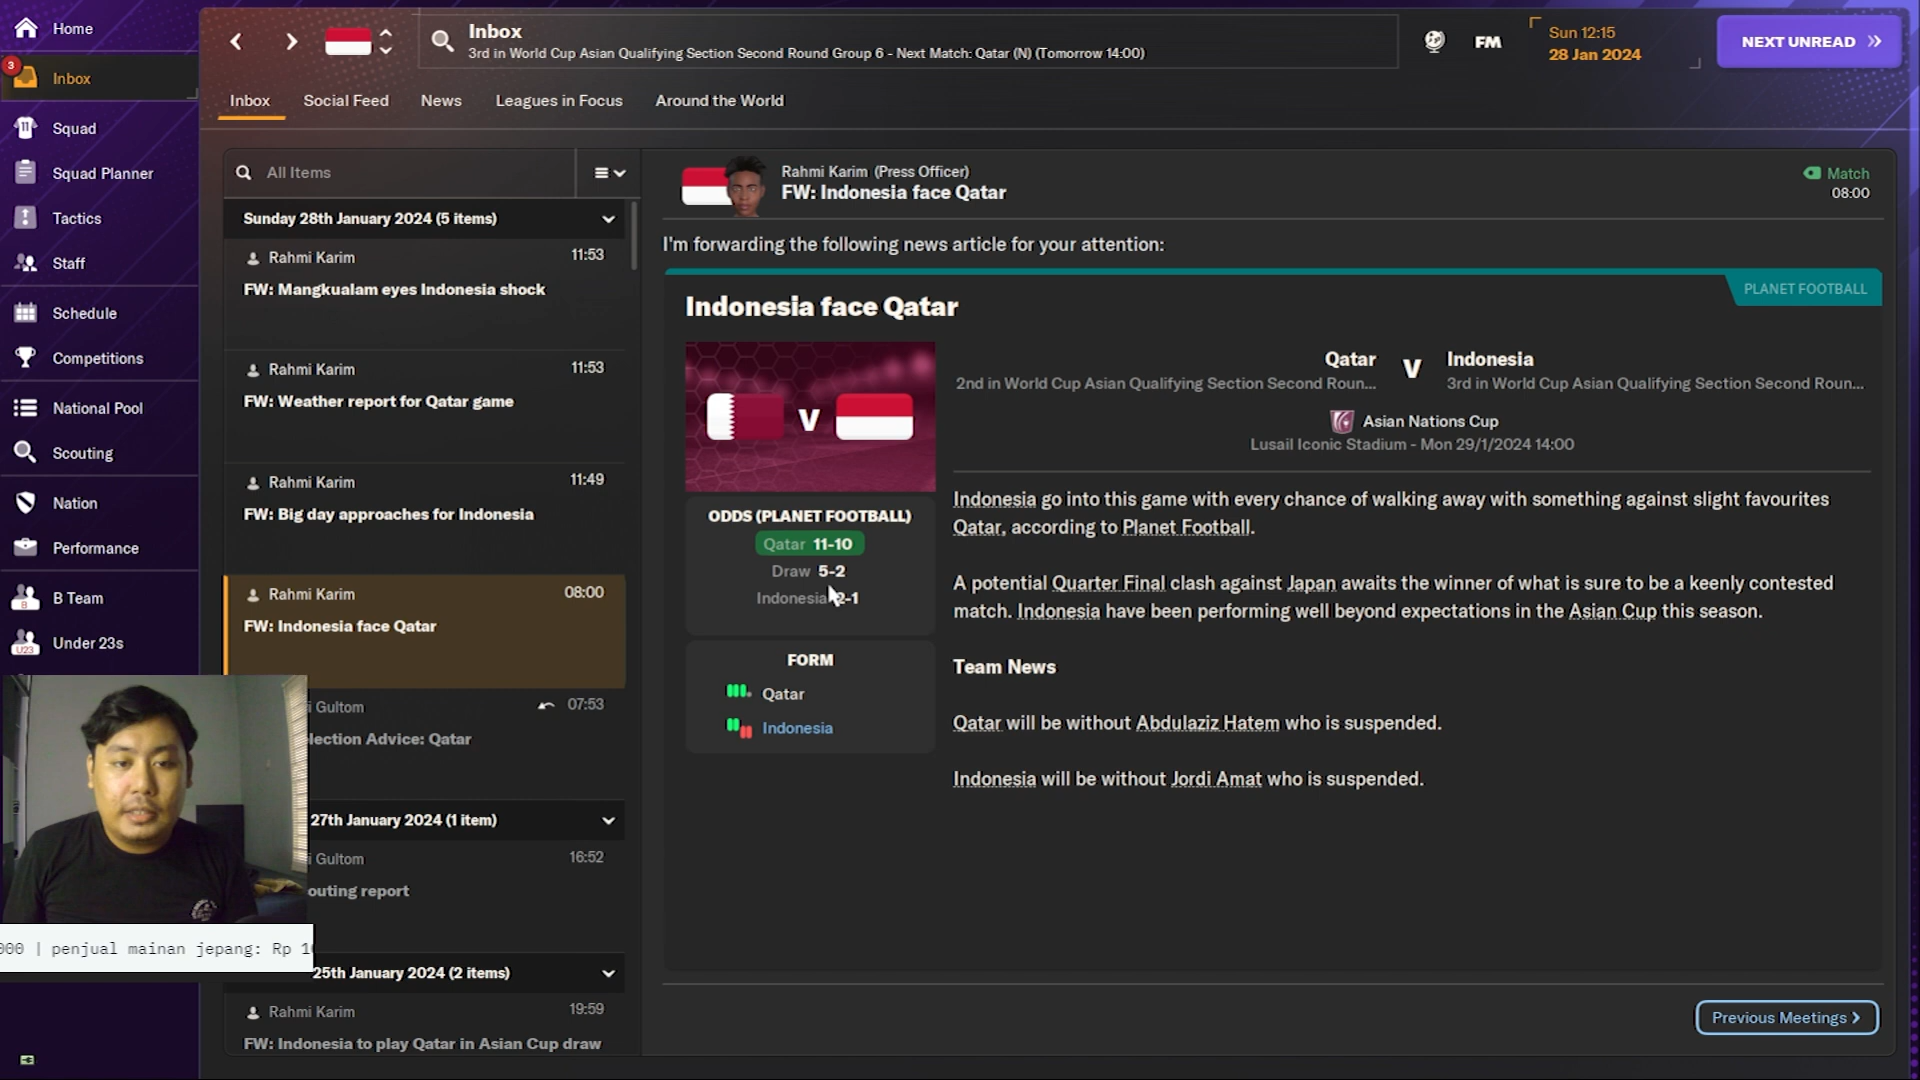 Home
3
Inbox
11
Squad
Squad Planner
Tactics
Staff
Schedule
Competitions
National Pool
Scouting
Nation
Performance
B
B Team
U23
Under 23s
Inbox
3rd in World Cup Asian Qualifying Section Second Round Group 6 - Next Match: Qatar (N) (Tomorrow 14:00)
FM
Sun 12:15
28 Jan 2024
NEXT UNREAD
Inbox
Social Feed
News
Leagues in Focus
Around the World
All Items
Sunday 28th January 2024 (5 items)
Rahmi Karim 11:53
FW: Mangkualam eyes Indonesia shock
Rahmi Karim 11:53
FW: Weather report for Qatar game
Rahmi Karim 11:49
FW: Big day approaches for Indonesia
Rahmi Karim 08:00
FW: Indonesia face Qatar
i Gultom 07:53
lection Advice: Qatar
27th January 2024 (1 item)
i Gultom 16:52
outing report
25th January 2024 (2 items)
Rahmi Karim 19:59
FW: Indonesia to play Qatar in Asian Cup draw
000 | penjual mainan jepang: Rp 1
Rahmi Karim (Press Officer)
FW: Indonesia face Qatar
Match
08:00
I'm forwarding the following news article for your attention:
PLANET FOOTBALL
Indonesia face Qatar
V
Qatar V Indonesia
2nd in World Cup Asian Qualifying Section Second Roun... 3rd in World Cup Asian Qualifying Section Second Roun...
Asian Nations Cup
Lusail Iconic Stadium - Mon 29/1/2024 14:00
ODDS (PLANET FOOTBALL)
Qatar 11-10
Draw 5-2
Indonesia 2-1
FORM
Qatar
Indonesia
Indonesia go into this game with every chance of walking away with something against slight favourites
Qatar, according to Planet Football.
A potential Quarter Final clash against Japan awaits the winner of what is sure to be a keenly contested
match. Indonesia have been performing well beyond expectations in the Asian Cup this season.
Team News
Qatar will be without Abdulaziz Hatem who is suspended.
Indonesia will be without Jordi Amat who is suspended.
Previous Meetings